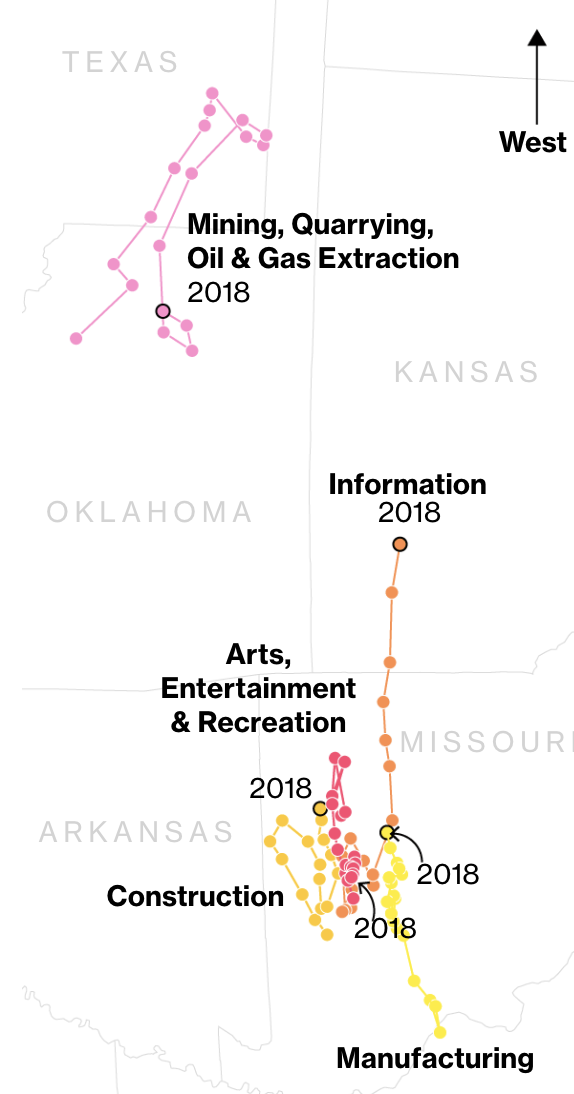 TEXAS
West
Mining, Quarrying,
Oil & Gas Extraction
2018
KANSAS
Information
2018
OKLAHOMA
Arts,
Entertainment
& Recreation
MISSOURI
2018
ARKANSAS
2018
Construction
2018
Manufacturing